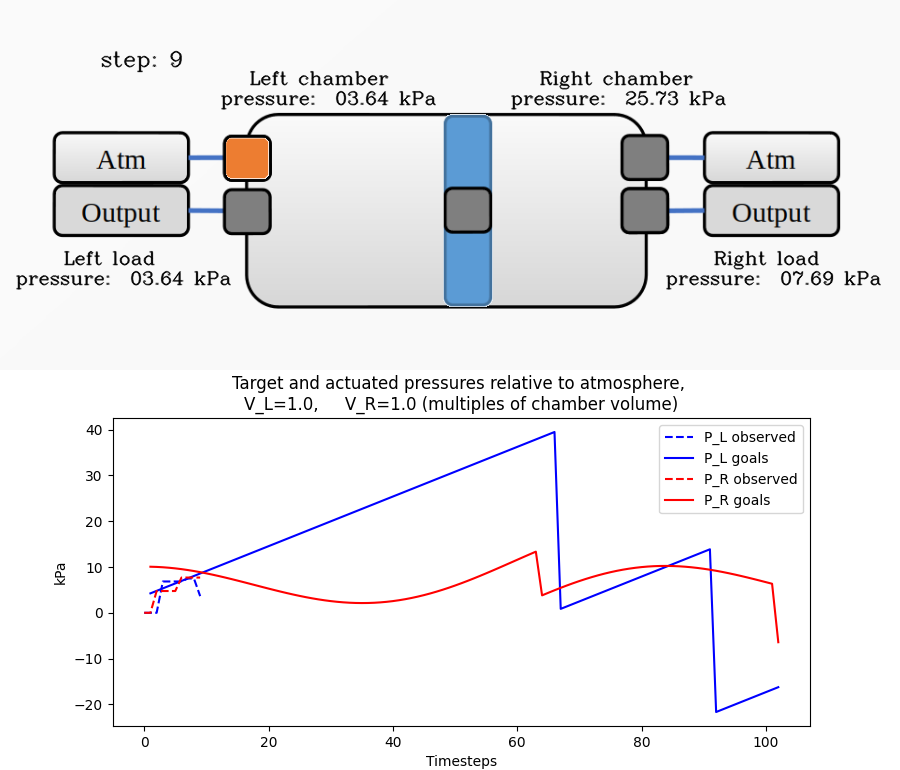 step: 9
Left chamber
pressure: 03.64 kPa
Right chamber
pressure: 25.73 kPa
Atm
Output
Atm
Output
Left load
pressure: 03.64 kPa
Right load
pressure: 07.69 kPa
Target and actuated pressures relative to atmosphere,
V_L=1.0, V_R=1.0 (multiples of chamber volume)
40
30
20
10
0
−10
−20
kPa
P_L observed
P_L goals
P_R observed
P_R goals
0 20 40 60 80 100
Timesteps